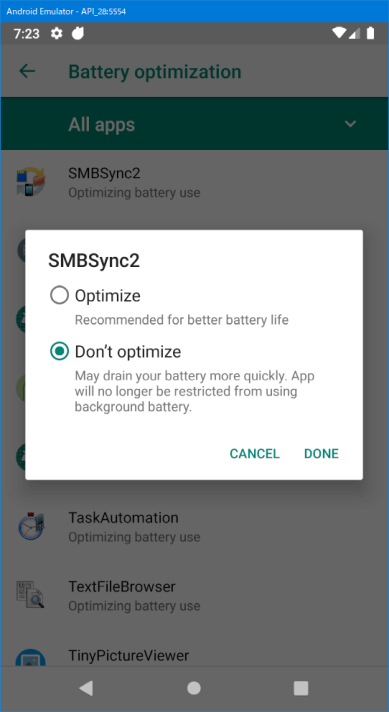 Android Emulator - API_28:5554
7:23
Battery optimization
All apps
SMBSync2
Optimizing battery use
SMBSync2
Optimize
Recommended for better battery life
Don't optimize
May drain your battery more quickly. App
will no longer be restricted from using
background battery.
CANCEL DONE
TaskAutomation
Optimizing battery use
TextFileBrowser
Optimizing battery use
TinyPictureViewer